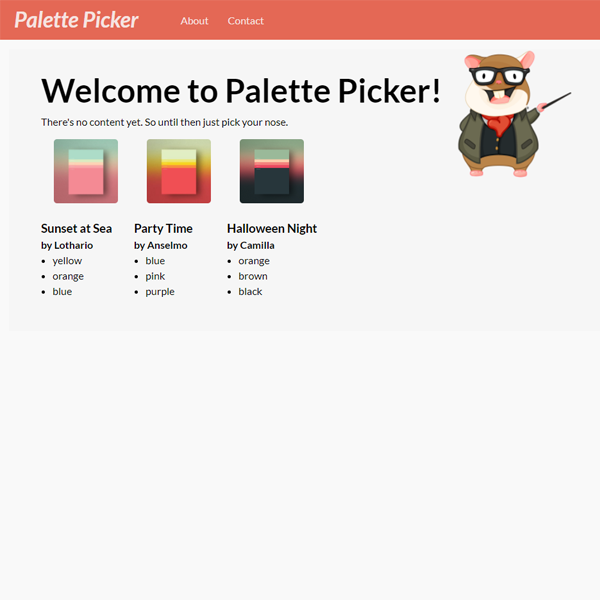 Palette Picker About Contact
Welcome to Palette Picker!
There's no content yet. So until then just pick your nose.
Sunset at Sea
by Lothario
yellow
orange
blue
Party Time
by Anselmo
blue
pink
purple
Halloween Night
by Camilla
orange
brown
black